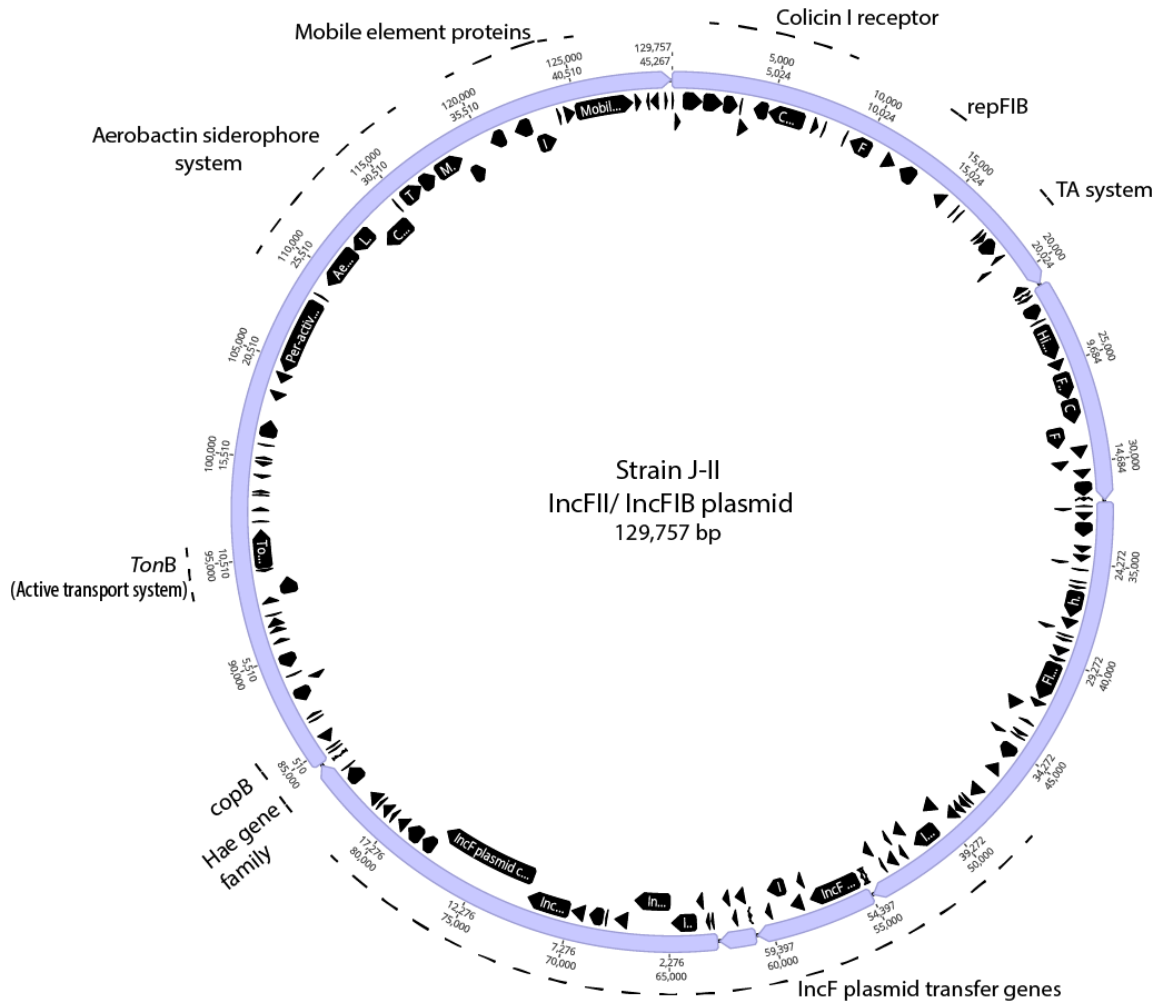 Mobile element proteins
Colicin I receptor
Aerobactin siderophore
system
repFIB
TA system
129,757
45,267
5,000
5,024
10,000
10,024
15,000
15,024
20,000
20,024
25,000
9,684
30,000
14,684
24,272
35,000
29,272
40,000
34,272
45,000
39,272
50,000
54,397
55,000
59,397
60,000
2,276
65,000
7,276
70,000
12,276
75,000
17,276
80,000
510
85,000
5,510
90,000
10,510
95,000
100,000
15,510
105,000
20,510
110,000
25,510
115,000
30,510
120,000
35,510
125,000
40,510
Mobil...
C...
F
Hi...
F..
C
F
h.
Fl...
I...
IncF ...
I
I..
In...
Inc...
IncF plasmid c...
To...
Per-activ...
Ae...
L.
C...
T
M.
I
Strain J-II
IncFII/ IncFIB plasmid
129,757 bp
TonB
(Active transport system)
copB
Hae gene
family
IncF plasmid transfer genes